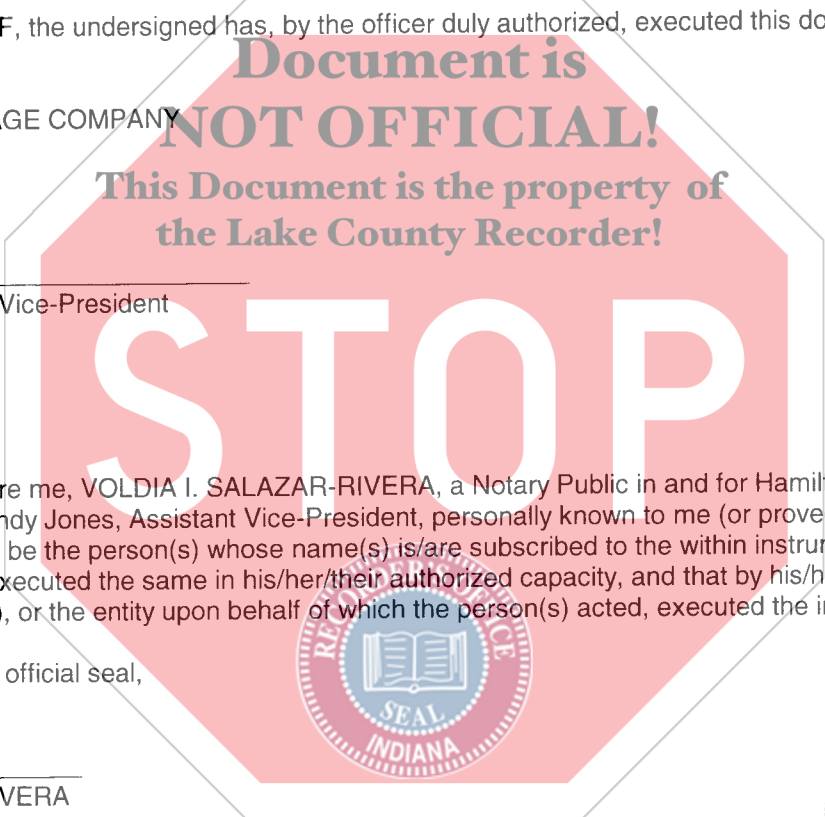 F, the undersigned has, by the officer duly authorized, executed this do
Document is
AGE COMPANY
NOT OFFICIAL!
This Document is the property of
the Lake County Recorder!
Vice-President
STOP
re me, VOLDIA I. SALAZAR-RIVERA, a Notary Public in and for Hamil
ndy Jones, Assistant Vice-President, personally known to me (or prove
be the person(s) whose name(s) is/are subscribed to the within instru
xecuted the same in his/her/their authorized capacity, and that by his/h
, or the entity upon behalf of which the person(s) acted, executed the i
RECORDER'S OFFICE
official seal,
SEAL
INDIANA
VERA